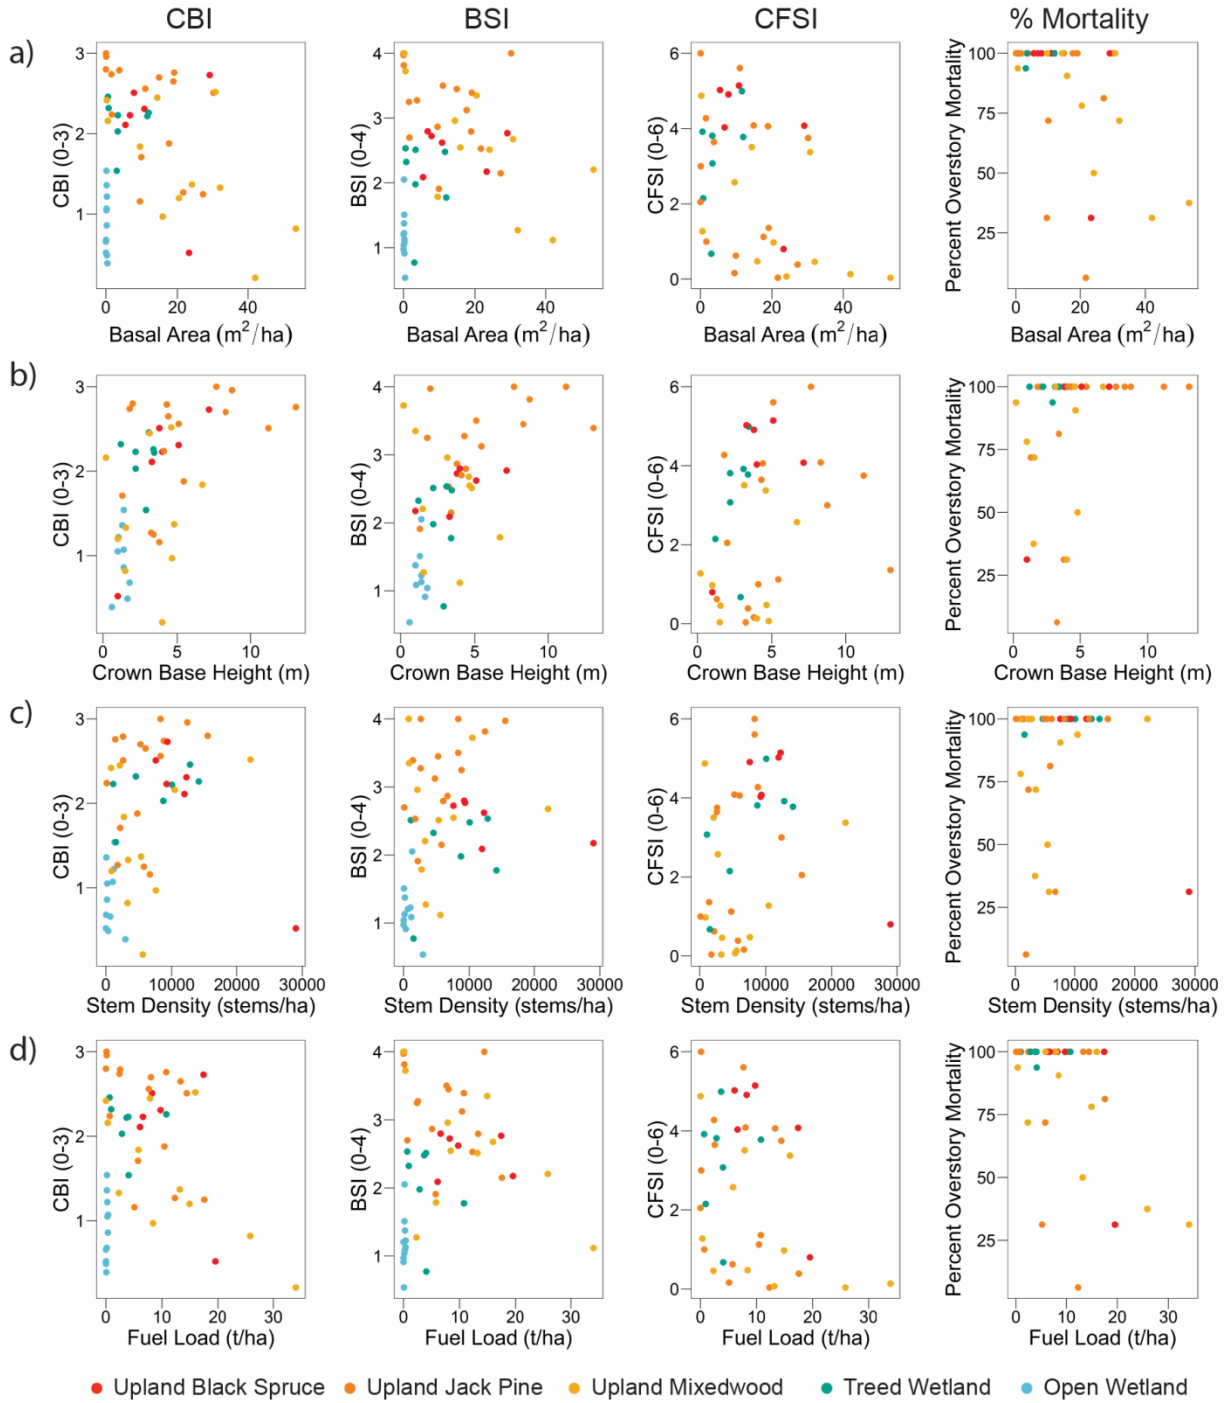 CBI BSI CFSI % Mortality
a)
CBI (0-3) 3 2 1
BSI (0-4) 4 3 2 1
CFSI (0-6) 6 4 2 0
Percent Overstory Mortality 100 75 50 25
0 20 40 0 20 40 0 20 40 0 20 40
Basal Area (m²/ha) Basal Area (m²/ha) Basal Area (m²/ha) Basal Area (m²/ha)
b)
CBI (0-3) 3 2 1
BSI (0-4) 4 3 2 1
CFSI (0-6) 6 4 2 0
Percent Overstory Mortality 100 75 50 25
0 5 10 0 5 10 0 5 10 0 5 10
Crown Base Height (m) Crown Base Height (m) Crown Base Height (m) Crown Base Height (m)
c)
CBI (0-3) 3 2 1
BSI (0-4) 4 3 2 1
CFSI (0-6) 6 4 2 0
Percent Overstory Mortality 100 75 50 25
0 10000 20000 30000 0 10000 20000 30000 0 10000 20000 30000 0 10000 20000 30000
Stem Density (stems/ha) Stem Density (stems/ha) Stem Density (stems/ha) Stem Density (stems/ha)
d)
CBI (0-3) 3 2 1
BSI (0-4) 4 3 2 1
CFSI (0-6) 6 4 2 0
Percent Overstory Mortality 100 75 50 25
0 10 20 30 0 10 20 30 0 10 20 30 0 10 20 30
Fuel Load (t/ha) Fuel Load (t/ha) Fuel Load (t/ha) Fuel Load (t/ha)
Upland Black Spruce Upland Jack Pine Upland Mixedwood Treed Wetland Open Wetland